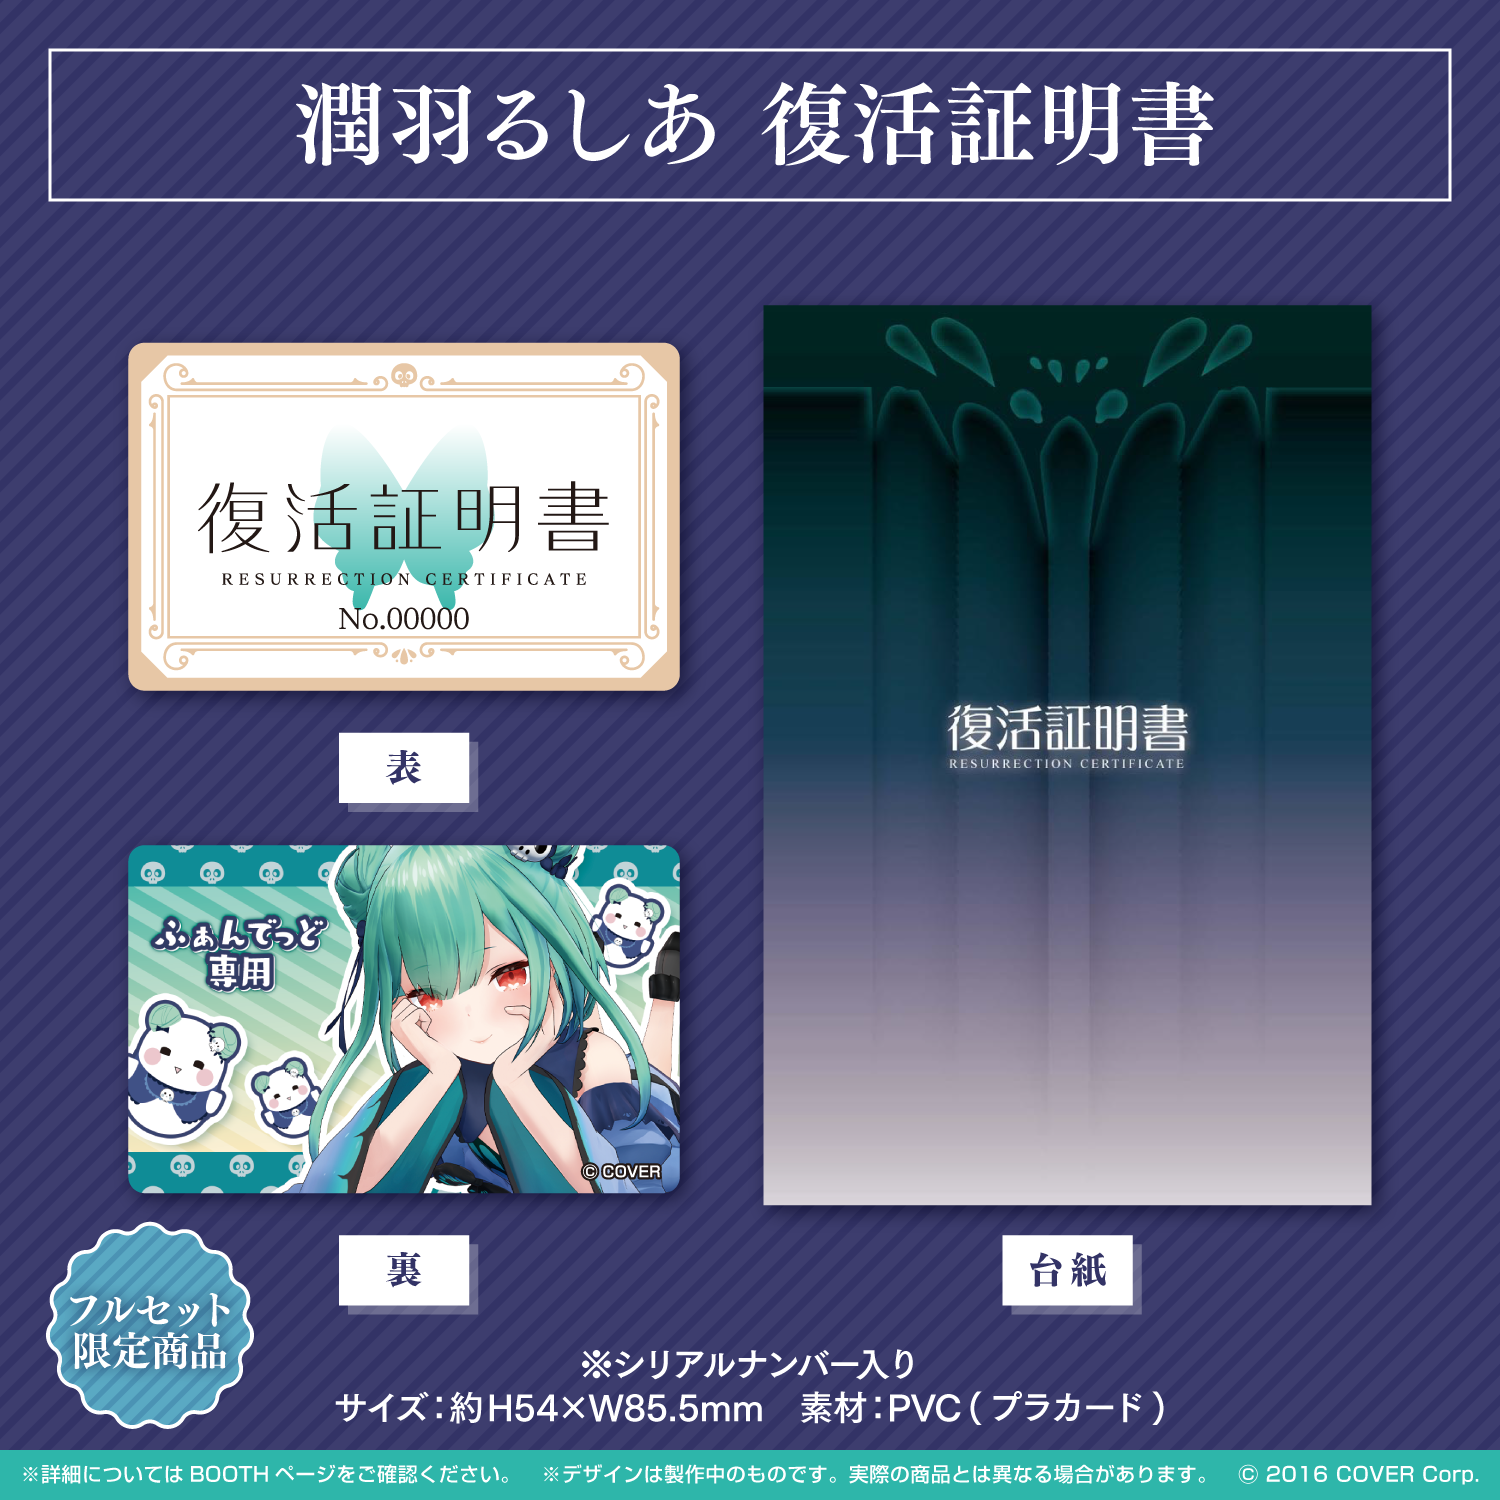 潤羽るしあ 復活証明書
復活証明書
RESURRECTION CERTIFICATE
No.00000
表
ふぁんでっど
専用
© COVER
裏
復活証明書
RESURRECTION CERTIFICATE
台紙
フルセット
限定商品
※シリアルナンバー入り
サイズ：約H54×W85.5mm　素材：PVC ( プラカード )
※詳細についてはBOOTHページをご確認ください。　※デザインは製作中のものです。実際の商品とは異なる場合があります。　© 2016 COVER Corp.